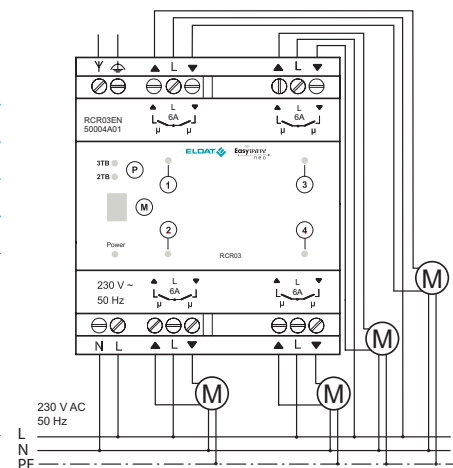 ▲ L ▼ ▲ L ▼
L L
6A 6A
µ µ µ µ
RCR03EN
50004A01
ELDAT Easywave
neo
3TB
2TB
P
M
1
3
2
4
Power
RCR03
230 V ~
50 Hz
L L
6A 6A
µ µ µ µ
N L ▲ L ▼ ▲ L ▼
M
M
M
M
230 V AC
50 Hz
L
N
PE